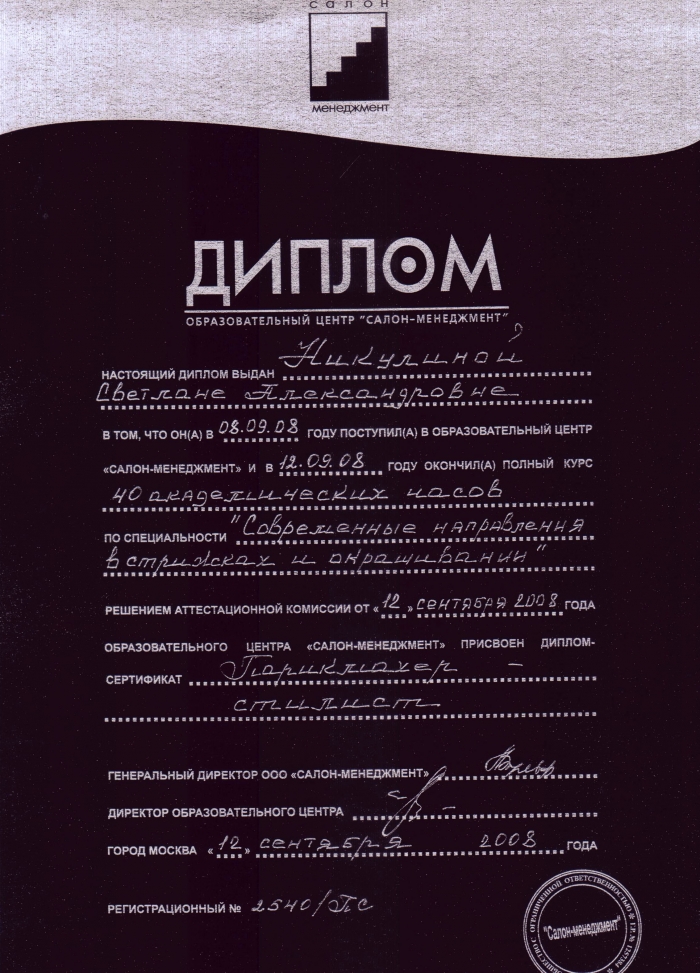 салон
менеджмент
ДИПЛОМ
ОБРАЗОВАТЕЛЬНЫЙ ЦЕНТР "САЛОН-МЕНЕДЖМЕНТ"
НАСТОЯЩИЙ ДИПЛОМ ВЫДАН Никулиной
Светлане Александровне
В ТОМ, ЧТО ОН(А) В 08.09.08 ГОДУ ПОСТУПИЛ(А) В ОБРАЗОВАТЕЛЬНЫЙ ЦЕНТР
«САЛОН-МЕНЕДЖМЕНТ» И В 12.09.08 ГОДУ ОКОНЧИЛ(А) ПОЛНЫЙ КУРС
40 академических часов
ПО СПЕЦИАЛЬНОСТИ "Современные направления
в стрижках и окрашивании"
РЕШЕНИЕМ АТТЕСТАЦИОННОЙ КОМИССИИ ОТ «12» сентября 2008 ГОДА
ОБРАЗОВАТЕЛЬНОГО ЦЕНТРА «САЛОН-МЕНЕДЖМЕНТ» ПРИСВОЕН ДИПЛОМ-
СЕРТИФИКАТ Парикмахер -
стилист
ГЕНЕРАЛЬНЫЙ ДИРЕКТОР ООО «САЛОН-МЕНЕДЖМЕНТ»
ДИРЕКТОР ОБРАЗОВАТЕЛЬНОГО ЦЕНТРА
ГОРОД МОСКВА «12» сентября 2008 ГОДА
РЕГИСТРАЦИОННЫЙ № 2540/ПС
ОГРАНИЧЕННОЙ ОТВЕТСТВЕННОСТЬЮ
"Салон-менеджмент"